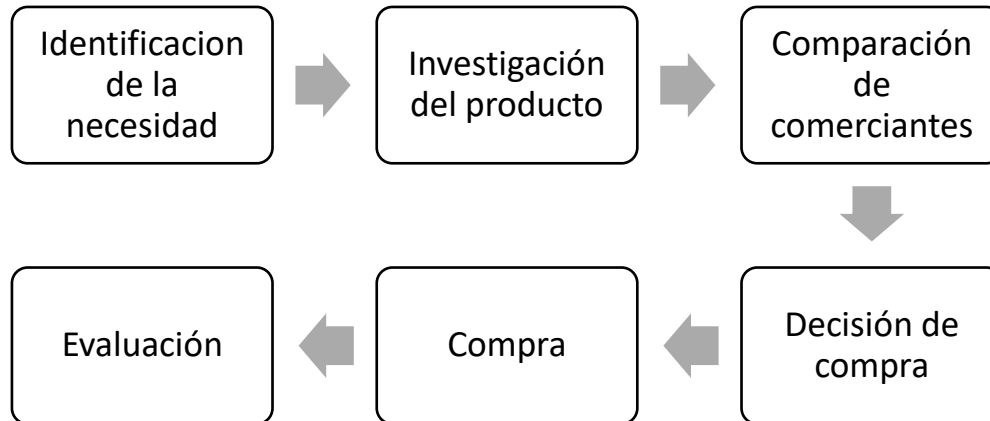 Identificacion
de la
necesidad
Investigación
del producto
Comparación
de
comerciantes
Decisión de
compra
Compra
Evaluación